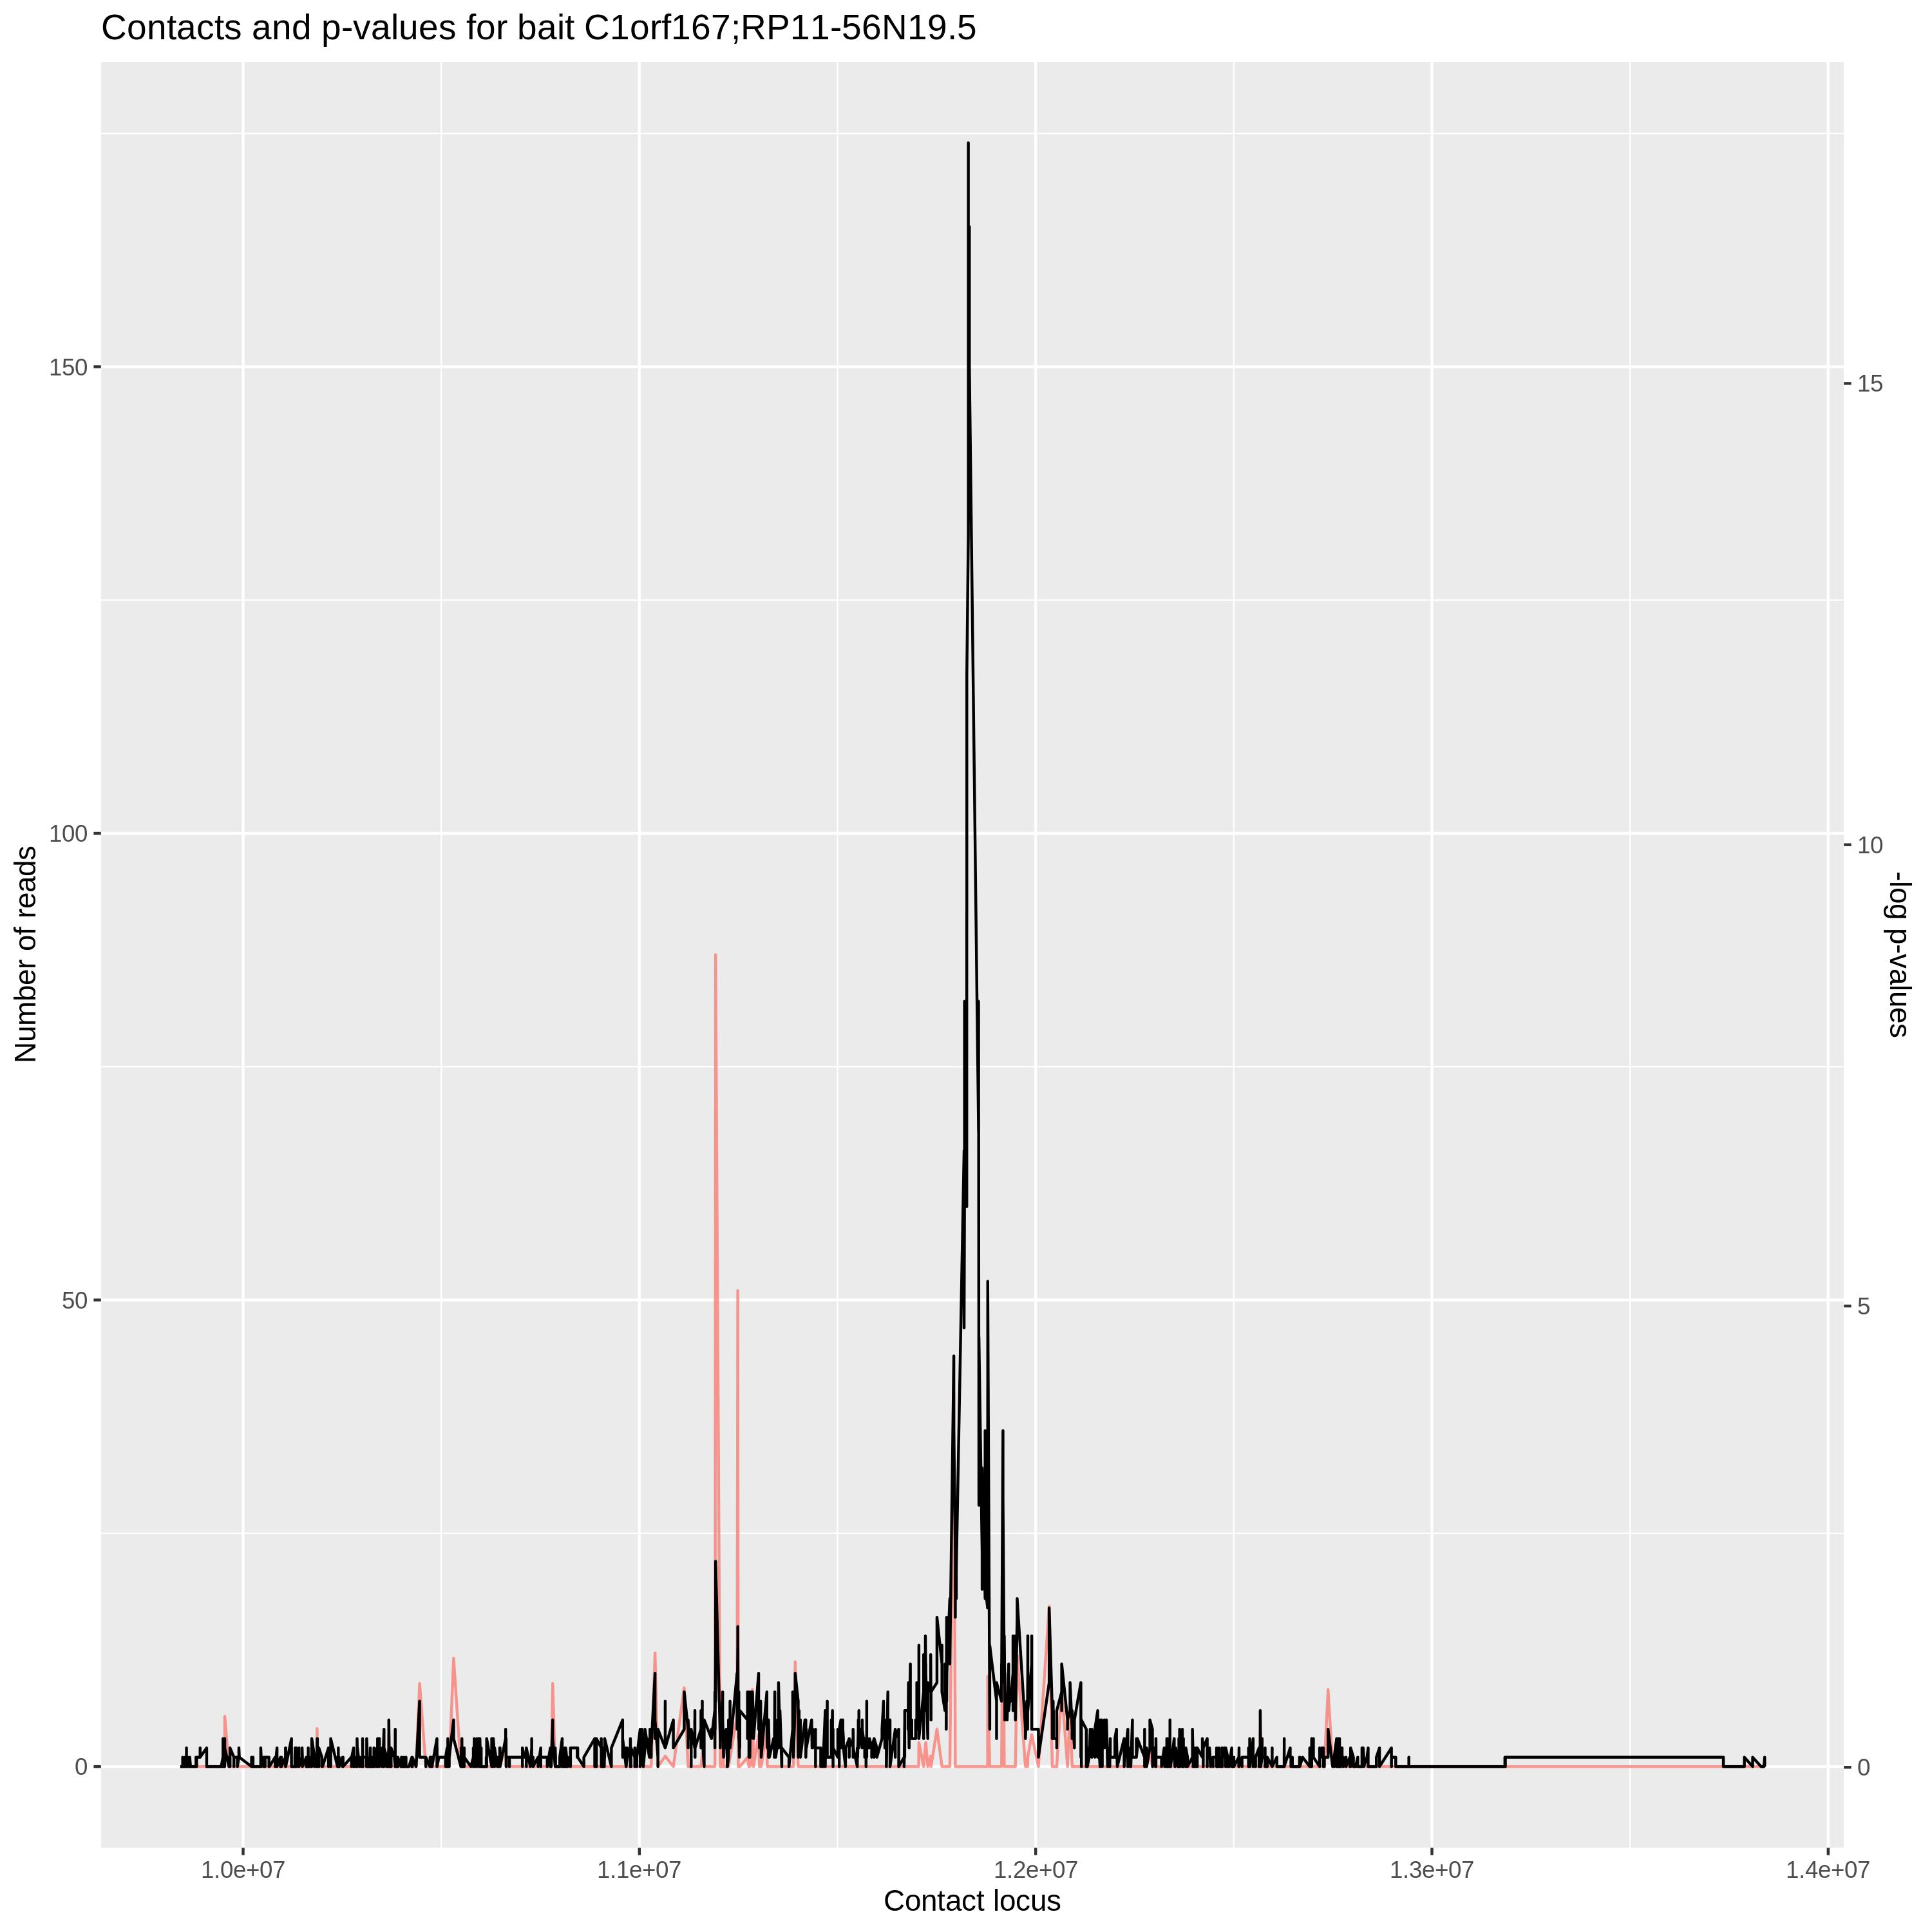 Contacts and p-values for bait C1orf167;RP11-56N19.5
150
100
50
0
Number of reads
15
10
5
0
-log p-values
1.0e+07 1.1e+07 1.2e+07 1.3e+07 1.4e+07
Contact locus